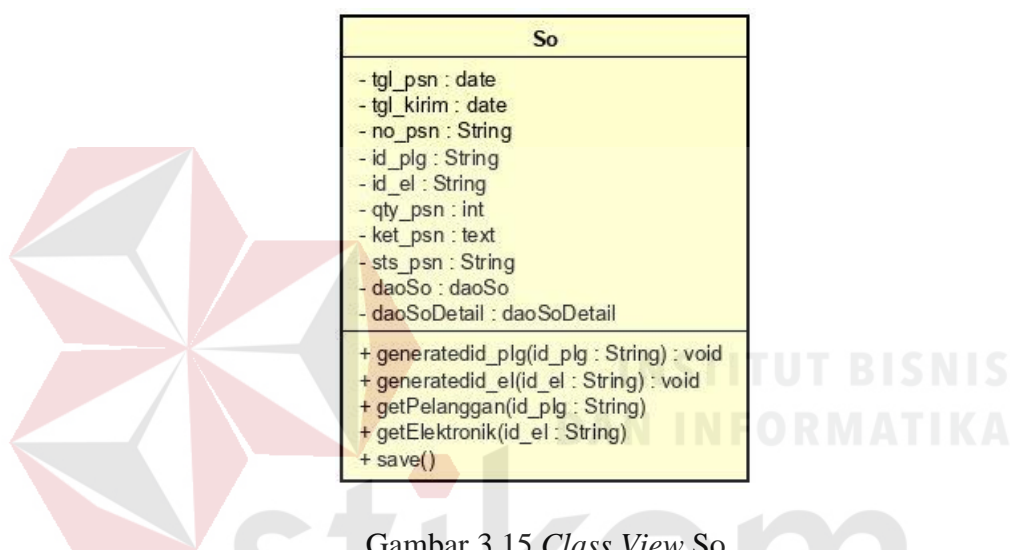 So
- tgl_psn : date
- tgl_kirim : date
- no_psn : String
- id_plg : String
- id_el : String
- qty_psn : int
- ket_psn : text
- sts_psn : String
- daoSo : daoSo
- daoSoDetail : daoSoDetail
+ generatedid_plg(id_plg : String) : void
+ generatedid_el(id_el : String) : void
+ getPelanggan(id_plg : String)
+ getElektronik(id_el : String)
+ save()
INSTITUT BISNIS
DAN INFORMATIKA
stikom
Gambar 3.15 Class View So